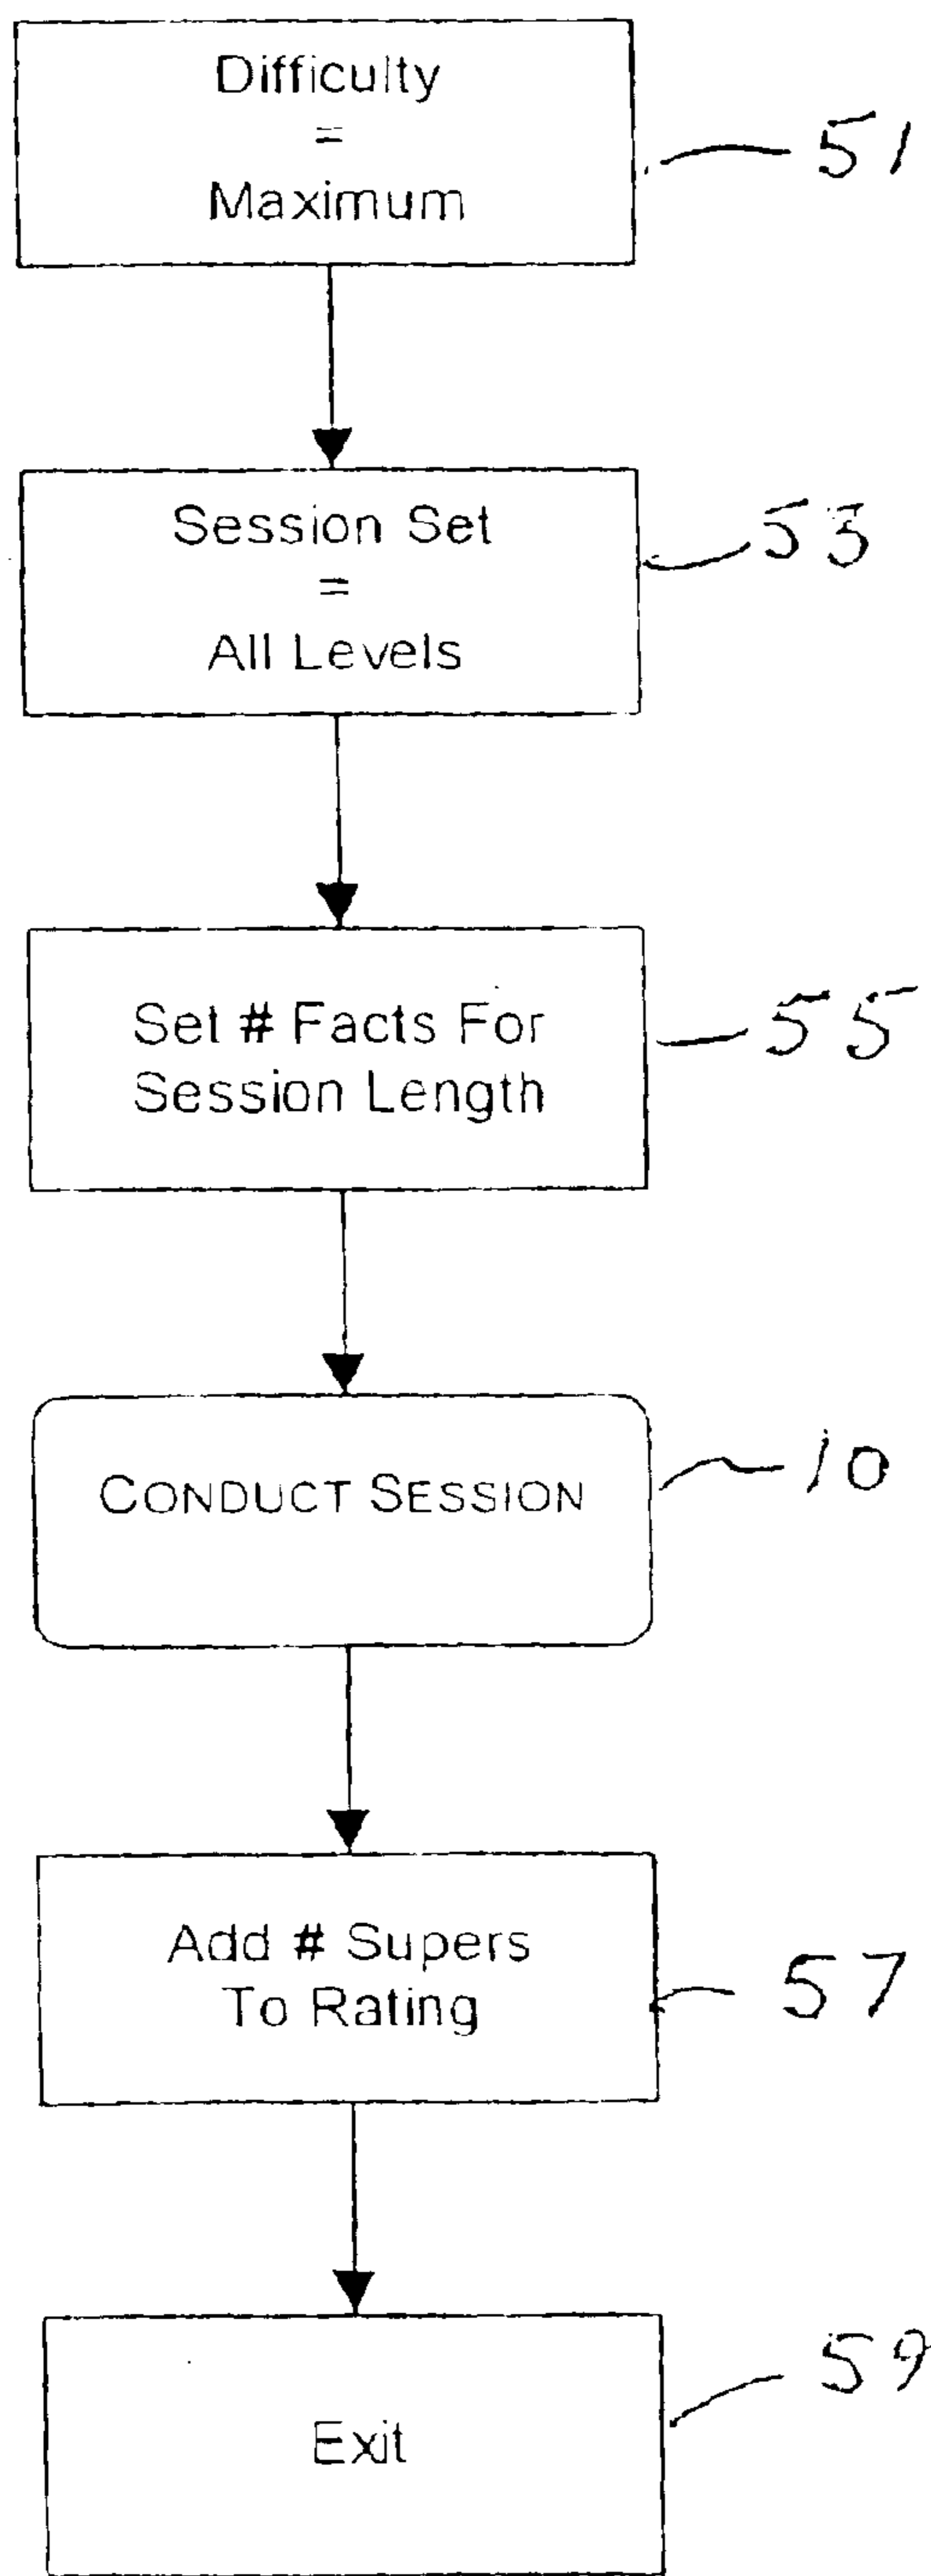 Difficulty
=
Maximum
51
Session Set
=
All Levels
53
Set # Facts For
Session Length
55
CONDUCT SESSION
10
Add # Supers
To Rating
57
Exit
59